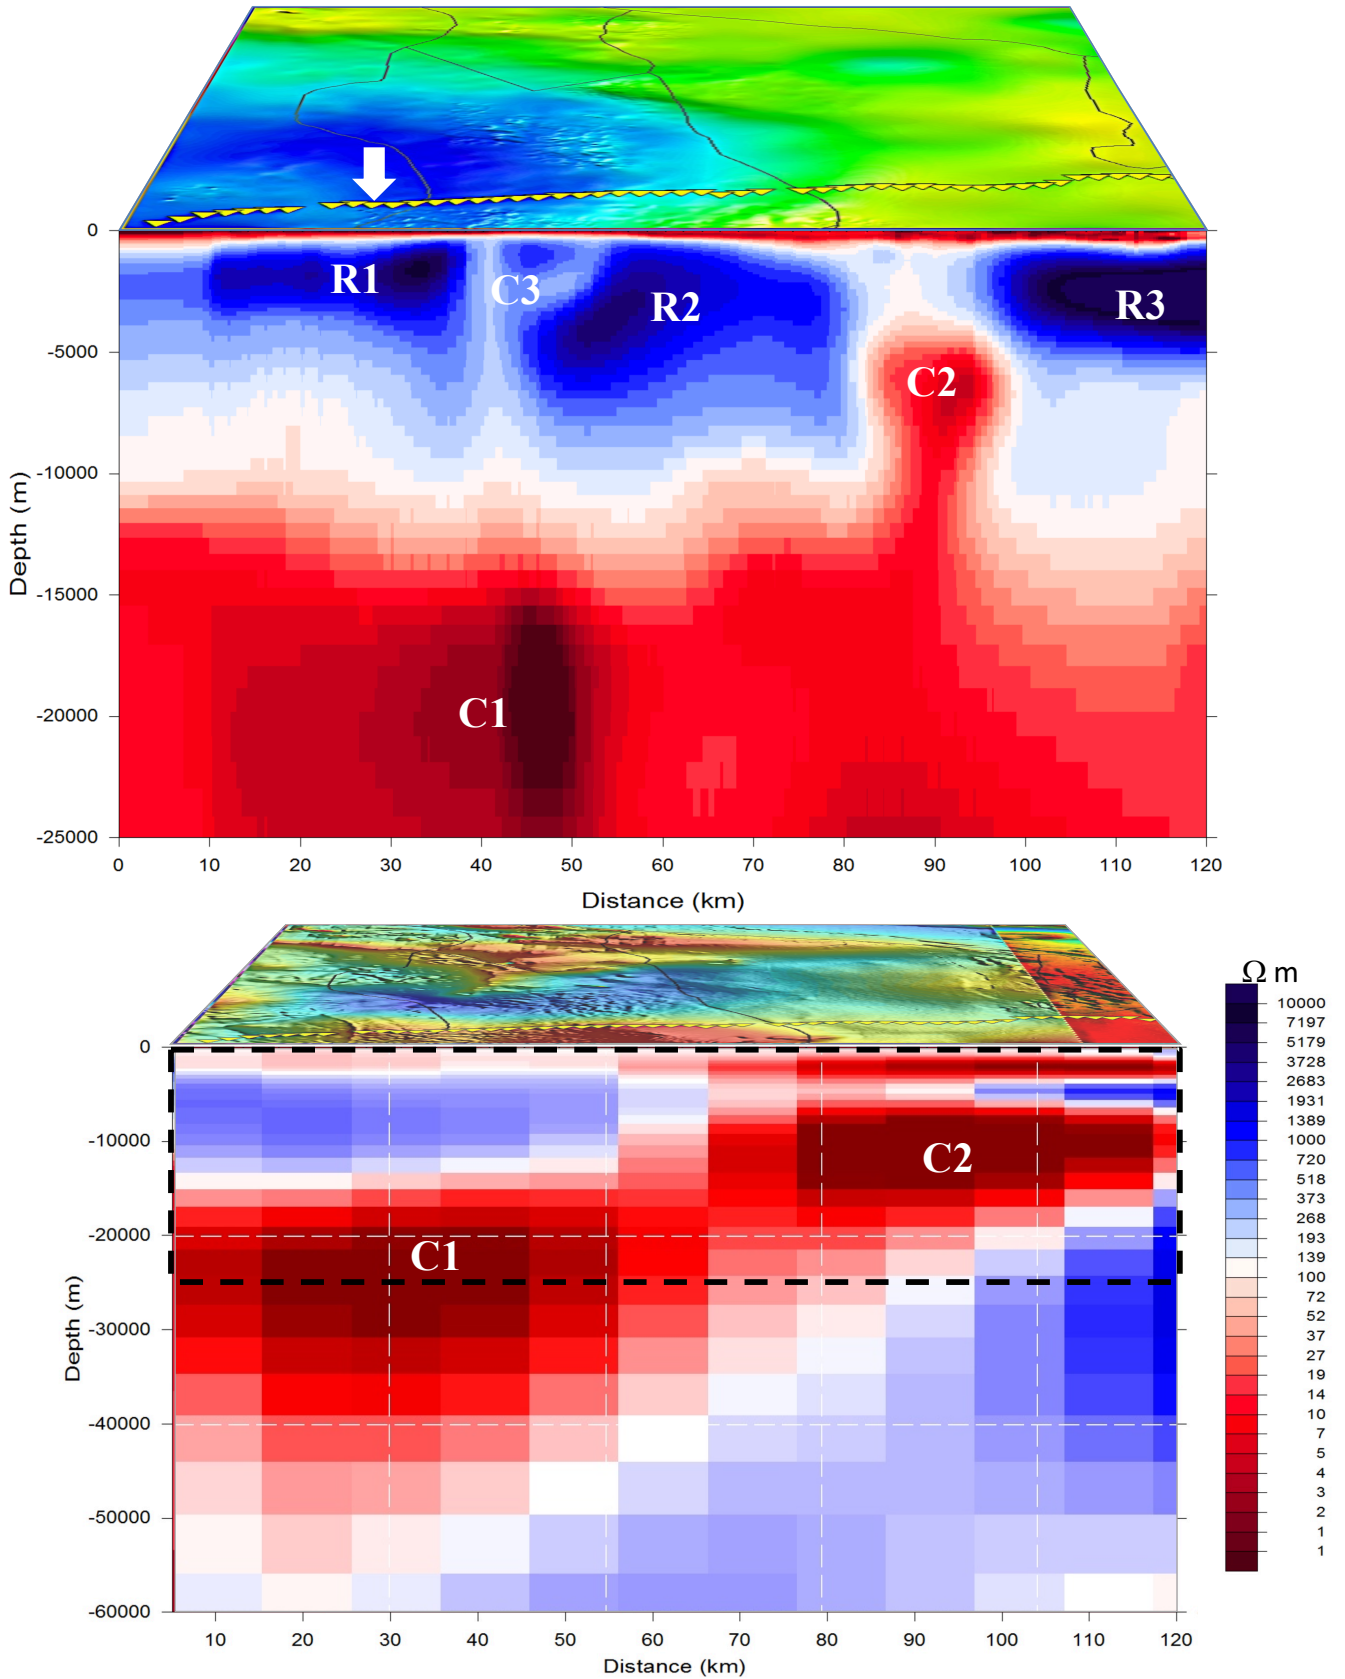 0
R1
C3
R2
R3
-5000
C2
-10000
Depth (m)
-15000
C1
-20000
-25000
0 10 20 30 40 50 60 70 80 90 100 110 120
Distance (km)
Ω m
10000
7197
5179
3728
2683
1931
1389
1000
720
518
373
268
193
139
100
72
52
37
27
19
14
10
7
5
4
3
2
1
1
0
-10000
C2
-20000
C1
-30000
Depth (m)
-40000
-50000
-60000
10 20 30 40 50 60 70 80 90 100 110 120
Distance (km)